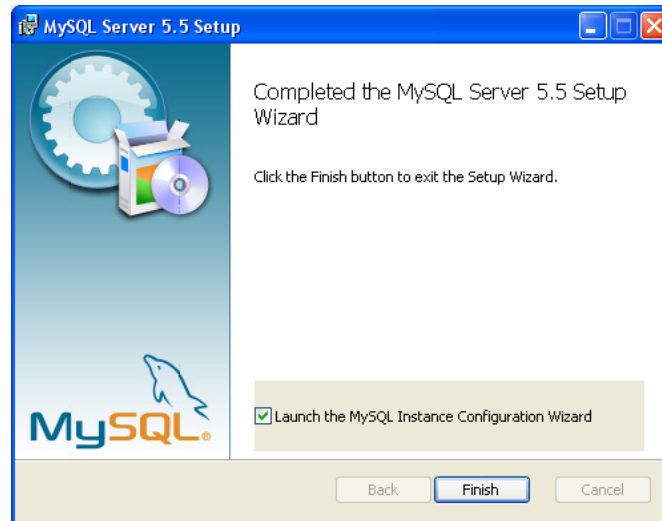 MySQL Server 5.5 Setup
Completed the MySQL Server 5.5 Setup
Wizard
Click the Finish button to exit the Setup Wizard.
MySQL®
Launch the MySQL Instance Configuration Wizard
Back
Finish
Cancel